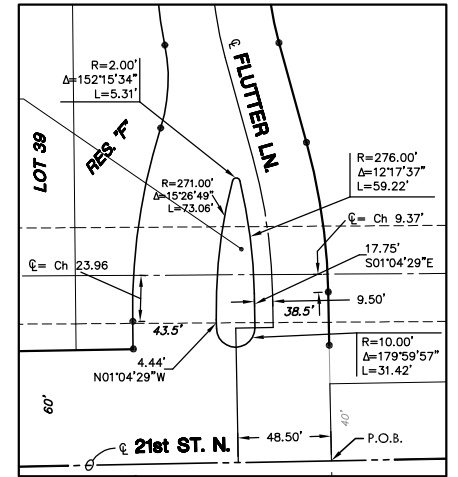 R=2.00'
Δ=152°15'34"
L=5.31'
℄ FLUTTER LN.
LOT 39
RES. "F"
R=276.00'
Δ=12°17'37"
L=59.22'
R=271.00'
Δ=15°26'49"
L=73.06'
℄= Ch 9.37'
17.75'
S01°04'29"E
℄= Ch 23.96
9.50'
38.5'
43.5'
4.44'
N01°04'29"W
R=10.00'
Δ=179°59'57"
L=31.42'
60'
40'
48.50'
P.O.B.
℄ 21st ST. N.